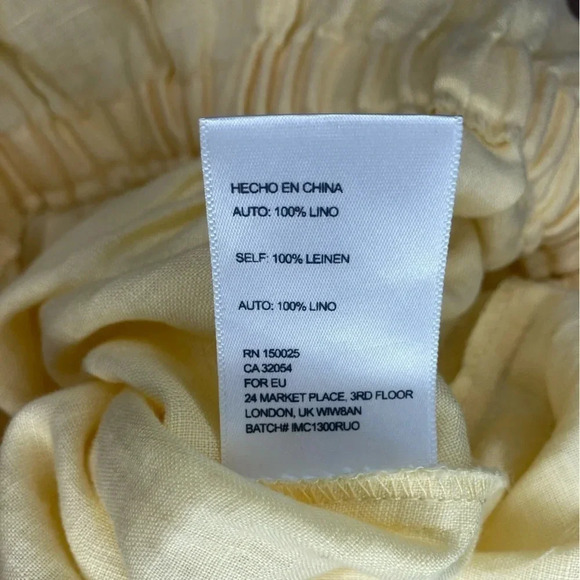 HECHO EN CHINA
AUTO: 100% LINO
SELF: 100% LEINEN
AUTO: 100% LINO
RN 150025
CA 32054
FOR EU
24 MARKET PLACE, 3RD FLOOR
LONDON, UK WIW8AN
BATCH# IMC1300RUO